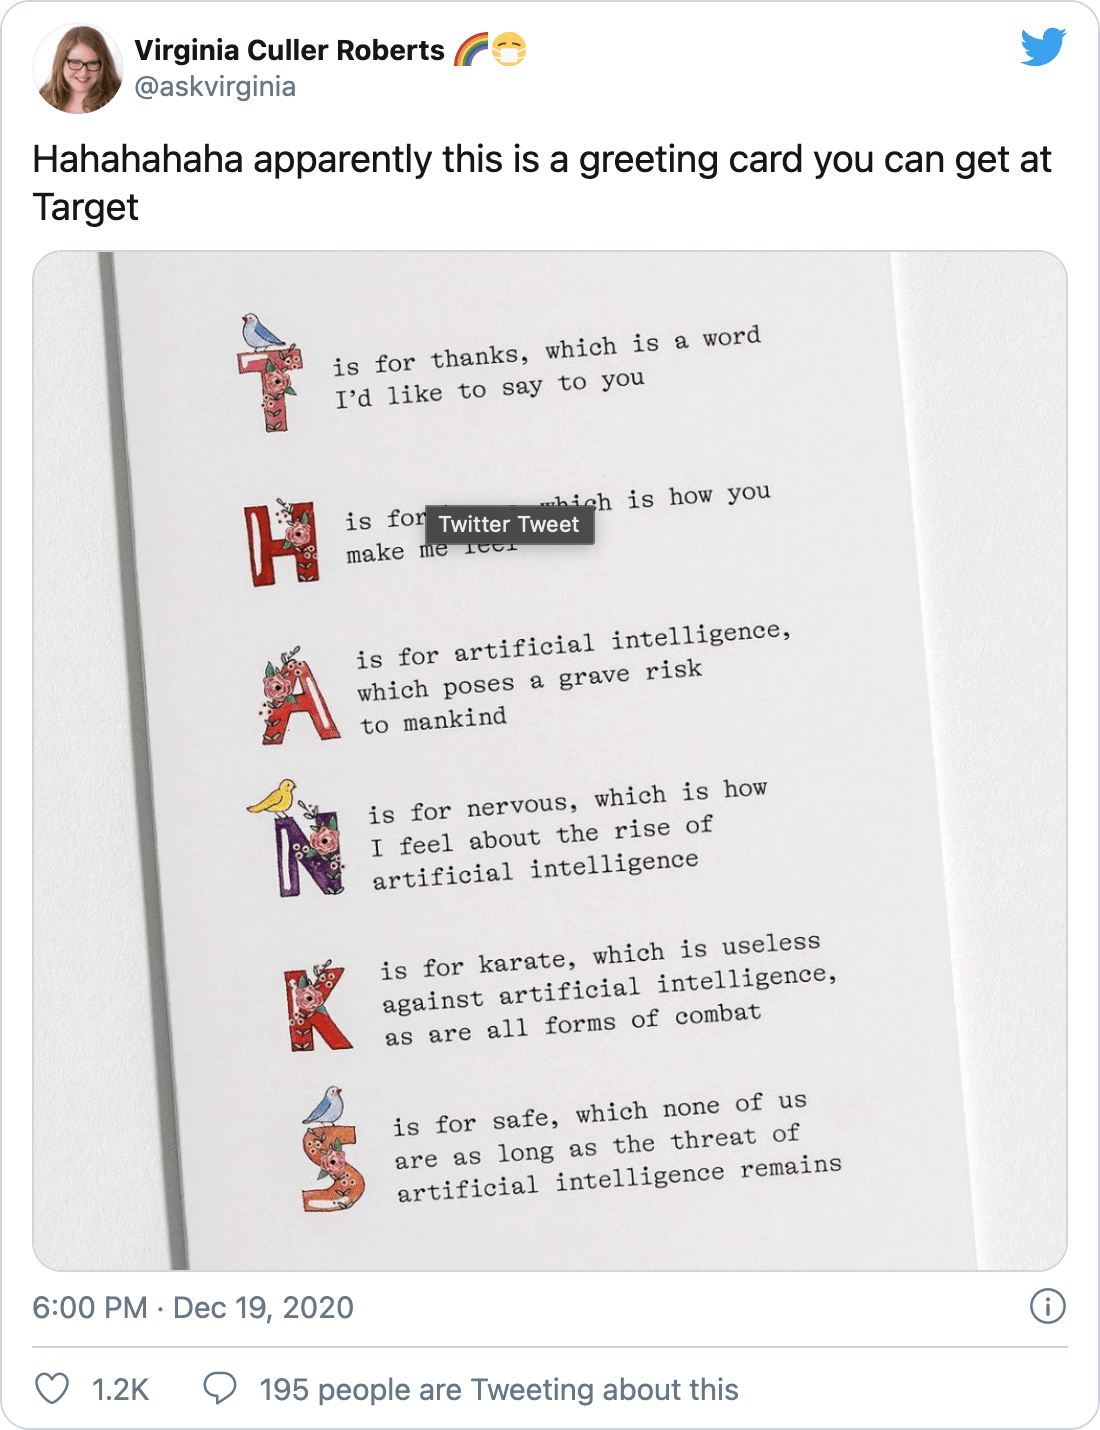 Virginia Culler Roberts 🌈😷
@askvirginia
Hahahahaha apparently this is a greeting card you can get at
Target
T is for thanks, which is a word
I'd like to say to you
H is for which is how you
make me feel
Twitter Tweet
A is for artificial intelligence,
which poses a grave risk
to mankind
N is for nervous, which is how
I feel about the rise of
artificial intelligence
K is for karate, which is useless
against artificial intelligence,
as are all forms of combat
S is for safe, which none of us
are as long as the threat of
artificial intelligence remains
6:00 PM · Dec 19, 2020
1.2K
195 people are Tweeting about this